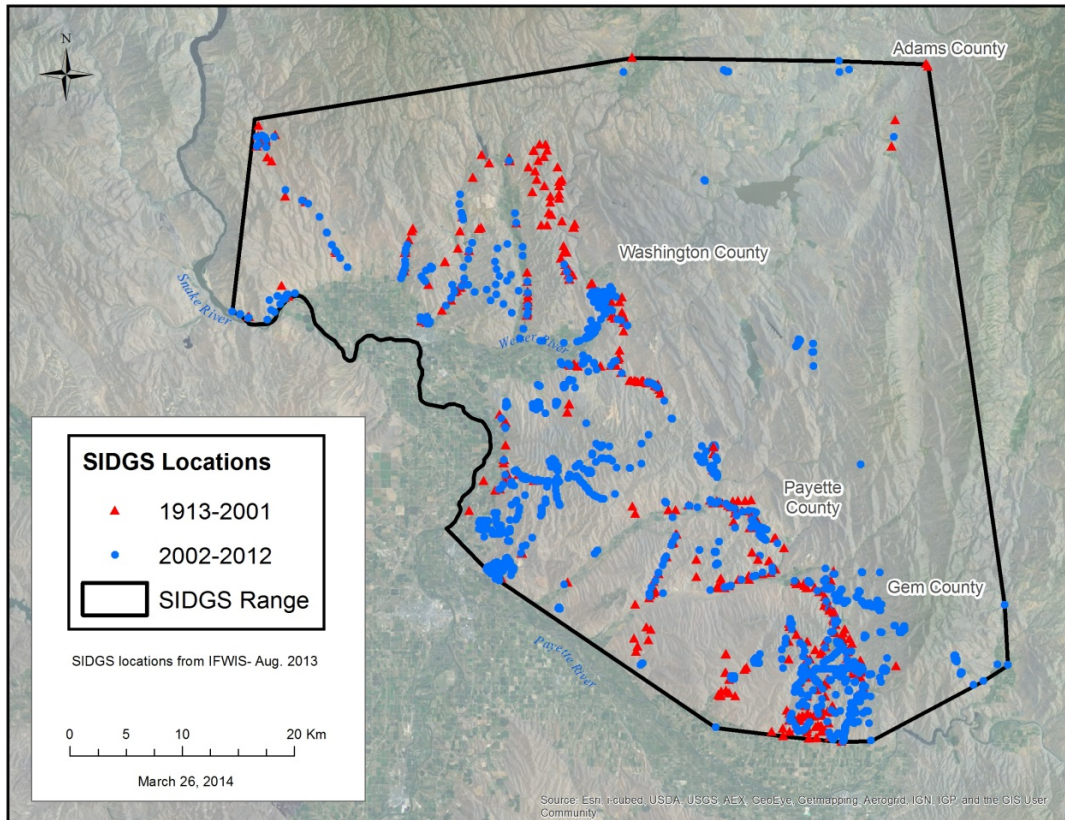 N
Adams County
Washington County
Snake River
Weiser River
Payette
County
Gem County
Payette River
SIDGS Locations
1913-2001
2002-2012
SIDGS Range
SIDGS locations from IFWIS- Aug. 2013
0 5 10 20 Km
March 26, 2014
Source: Esri, i-cubed, USDA, USGS, AEX, GeoEye, Getmapping, Aerogrid, IGN, IGP, and the GIS User
Community